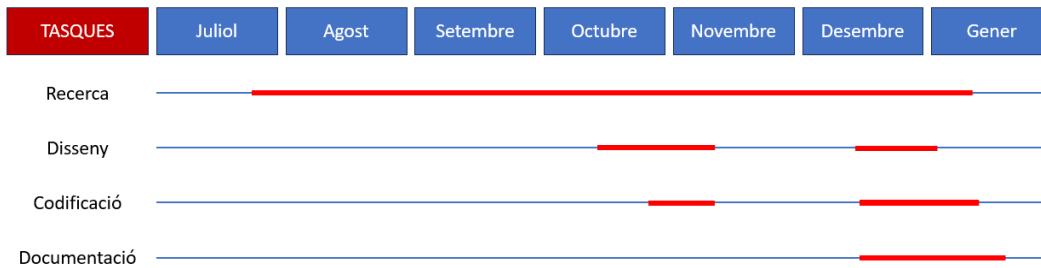 TASQUES Juliol Agost Setembre Octubre Novembre Desembre Gener
Recerca
Disseny
Codificació
Documentació